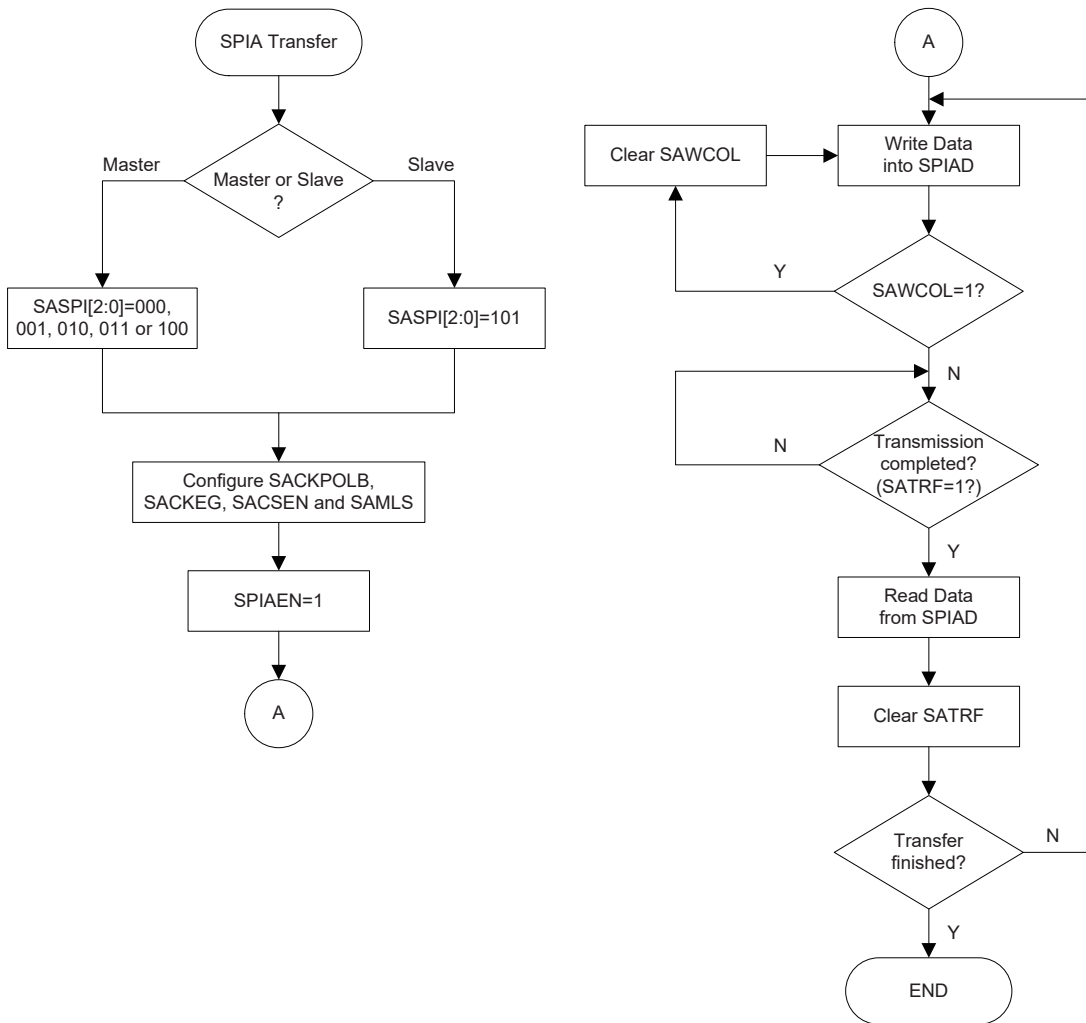 SPIA Transfer
Master
Master or Slave
?
Slave
SASPI[2:0]=000,
001, 010, 011 or 100
SASPI[2:0]=101
Configure SACKPOLB,
SACKEG, SACSEN and SAMLS
SPIAEN=1
A
A
Clear SAWCOL
Write Data
into SPIAD
Y
SAWCOL=1?
N
N
Transmission
completed?
(SATRF=1?)
Y
Read Data
from SPIAD
Clear SATRF
Transfer
finished?
N
Y
END